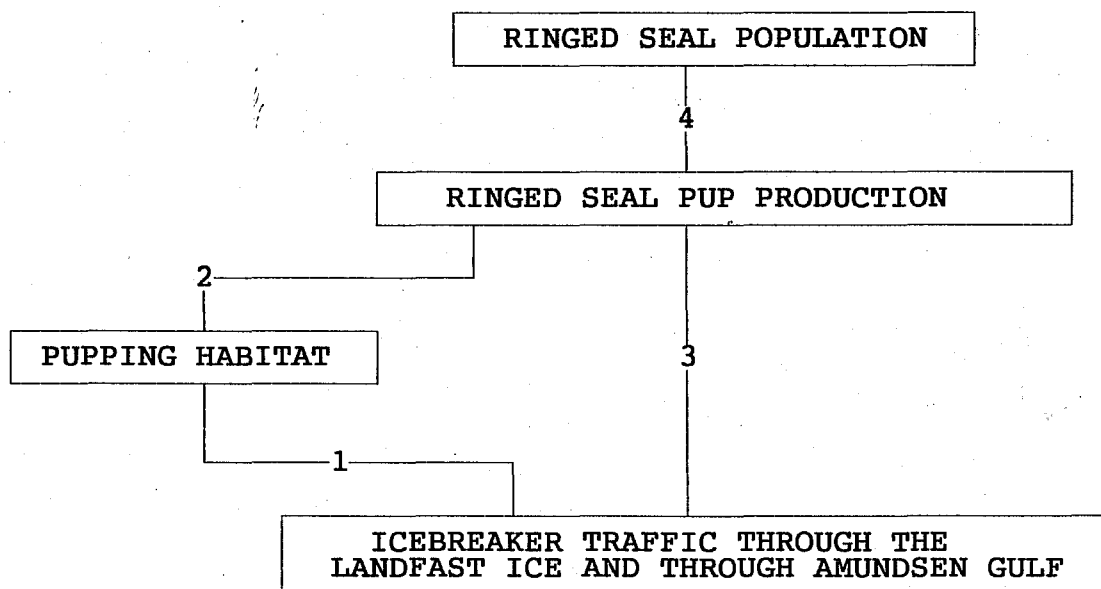 RINGED SEAL POPULATION
4
RINGED SEAL PUP PRODUCTION
2
PUPPING HABITAT
3
1
ICEBREAKER TRAFFIC THROUGH THE
LANDFAST ICE AND THROUGH AMUNDSEN GULF